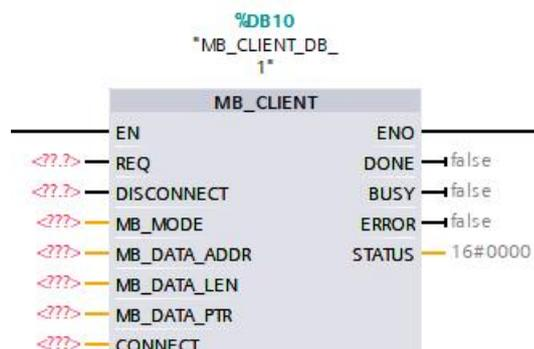 %DB10
"MB_CLIENT_DB_
1"
MB_CLIENT
EN ENO
<??.?> REQ DONE false
<??.?> DISCONNECT BUSY false
<???> MB_MODE ERROR false
<???> MB_DATA_ADDR STATUS 16#0000
<???> MB_DATA_LEN
<???> MB_DATA_PTR
<???> CONNECT